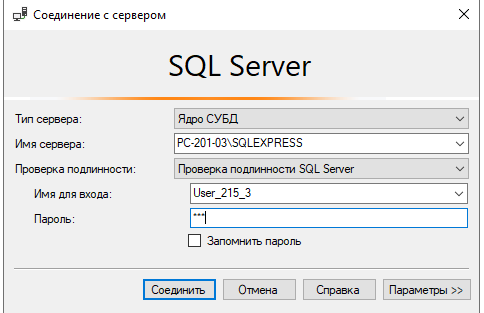 Соединение с сервером
SQL Server
Тип сервера: Ядро СУБД
Имя сервера: PC-201-03\SQLEXPRESS
Проверка подлинности: Проверка подлинности SQL Server
Имя для входа: User_215_3
Пароль: ***
Запомнить пароль
Соединить Отмена Справка Параметры >>